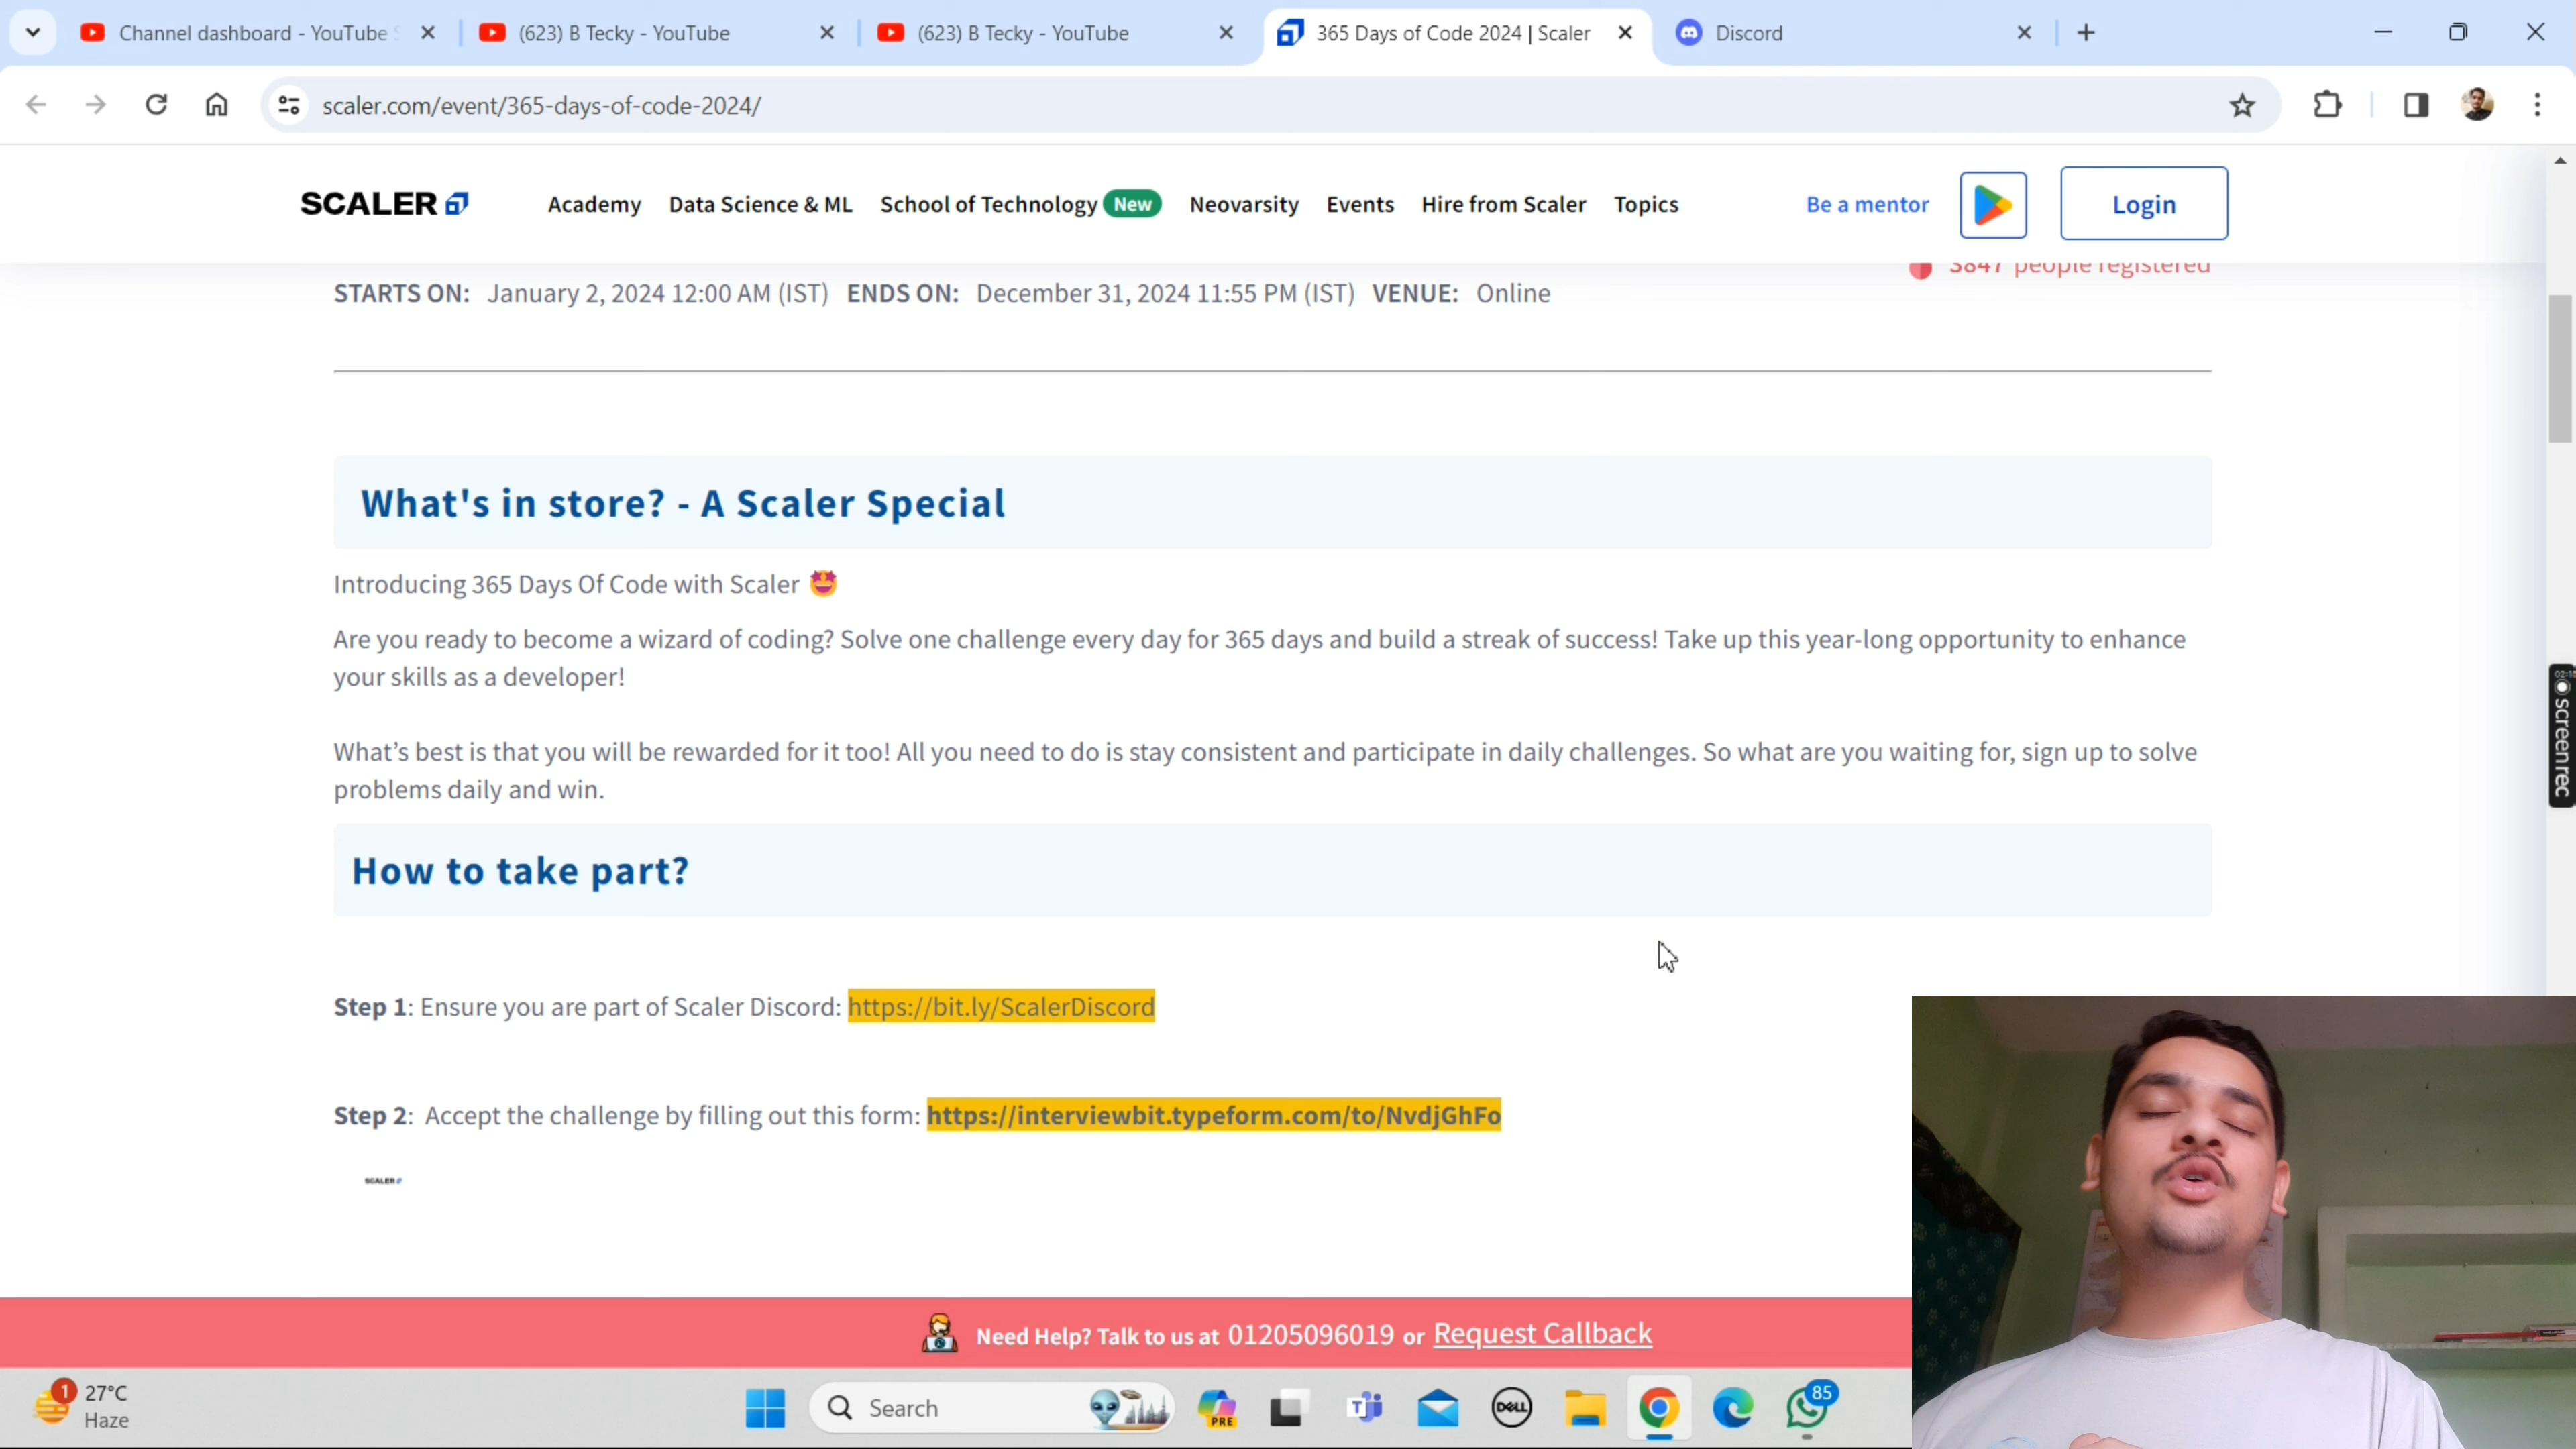 Channel dashboard - YouTube
(623) B Tecky - YouTube
(623) B Tecky - YouTube
365 Days of Code 2024 | Scaler
Discord
scaler.com/event/365-days-of-code-2024/
SCALER
Academy
Data Science & ML
School of Technology New
Neovarsity
Events
Hire from Scaler
Topics
Be a mentor
Login
3847 people registered
STARTS ON: January 2, 2024 12:00 AM (IST) ENDS ON: December 31, 2024 11:55 PM (IST) VENUE: Online
What's in store? - A Scaler Special
Introducing 365 Days Of Code with Scaler 🤩
Are you ready to become a wizard of coding? Solve one challenge every day for 365 days and build a streak of success! Take up this year-long opportunity to enhance
your skills as a developer!
What’s best is that you will be rewarded for it too! All you need to do is stay consistent and participate in daily challenges. So what are you waiting for, sign up to solve
problems daily and win.
How to take part?
Step 1: Ensure you are part of Scaler Discord: https://bit.ly/ScalerDiscord
Step 2: Accept the challenge by filling out this form: https://interviewbit.typeform.com/to/NvdjGhFo
SCALER
screenrec
Need Help? Talk to us at 01205096019 or Request Callback
1
27°C
Haze
Search
PRE
T
DELL
85